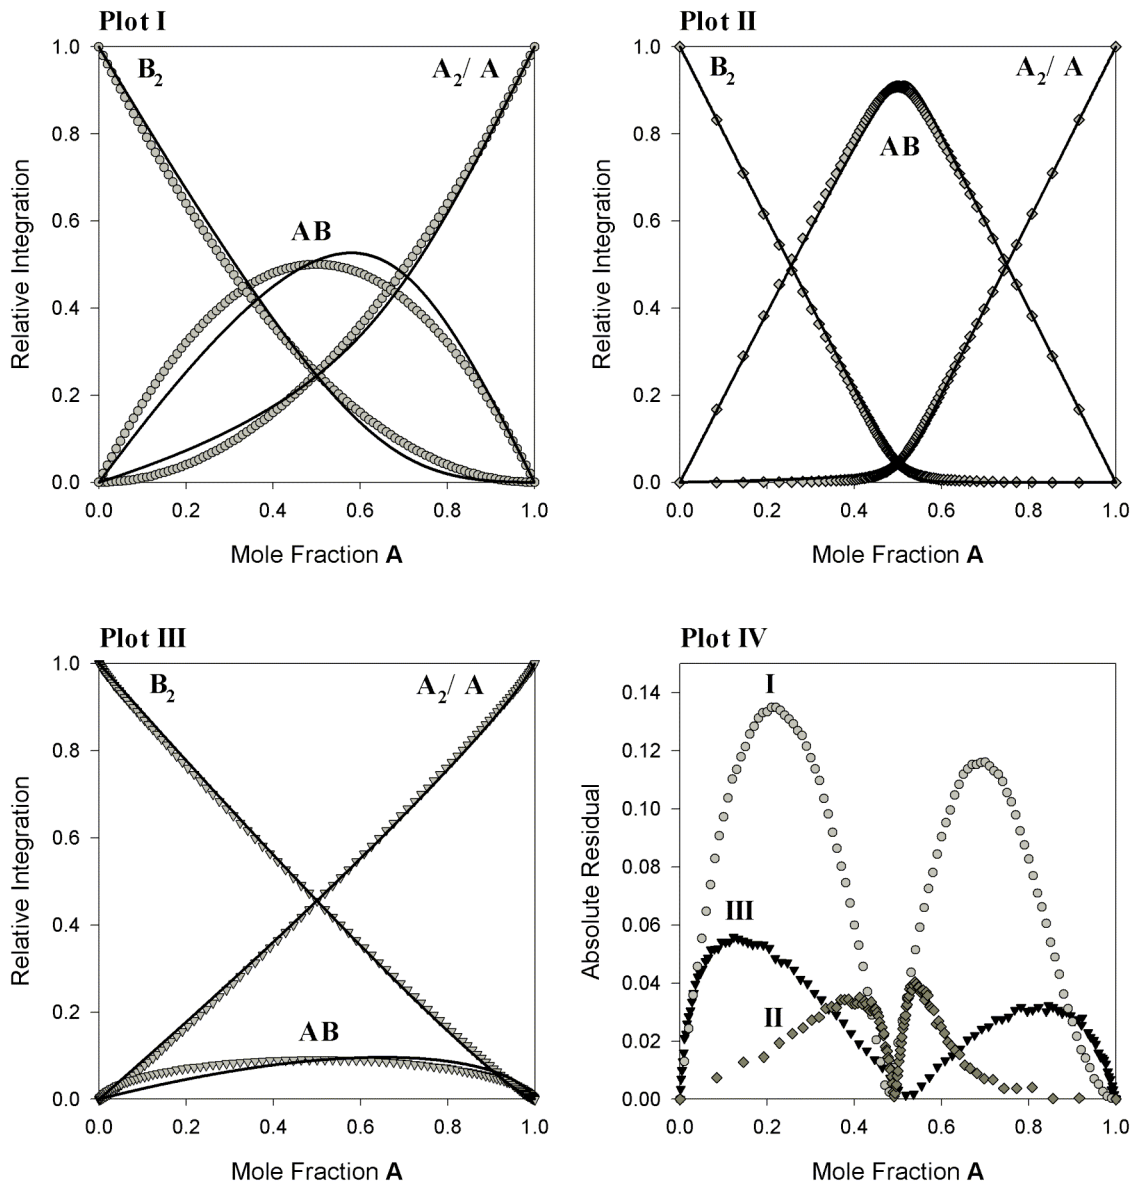 Plot I
1.0
0.8
0.6
0.4
0.2
0.0
Relative Integration
B2
A2/ A
AB
0.0 0.2 0.4 0.6 0.8 1.0
Mole Fraction A
Plot II
1.0
0.8
0.6
0.4
0.2
0.0
Relative Integration
B2
A2/ A
AB
0.0 0.2 0.4 0.6 0.8 1.0
Mole Fraction A
Plot III
1.0
0.8
0.6
0.4
0.2
0.0
Relative Integration
B2
A2/ A
AB
0.0 0.2 0.4 0.6 0.8 1.0
Mole Fraction A
Plot IV
0.14
0.12
0.10
0.08
0.06
0.04
0.02
0.00
Absolute Residual
I
III
II
0.0 0.2 0.4 0.6 0.8 1.0
Mole Fraction A